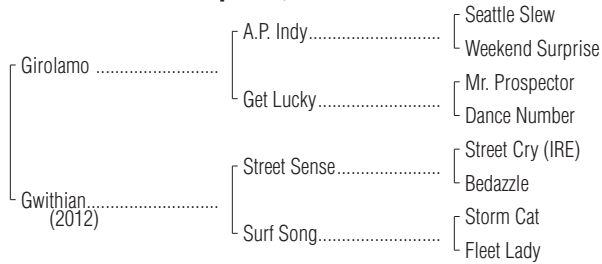 Seattle Slew
A.P. Indy
Weekend Surprise
Girolamo
Mr. Prospector
Get Lucky
Dance Number
Street Cry (IRE)
Street Sense
Bedazzle
Gwithian
(2012)
Storm Cat
Surf Song
Fleet Lady